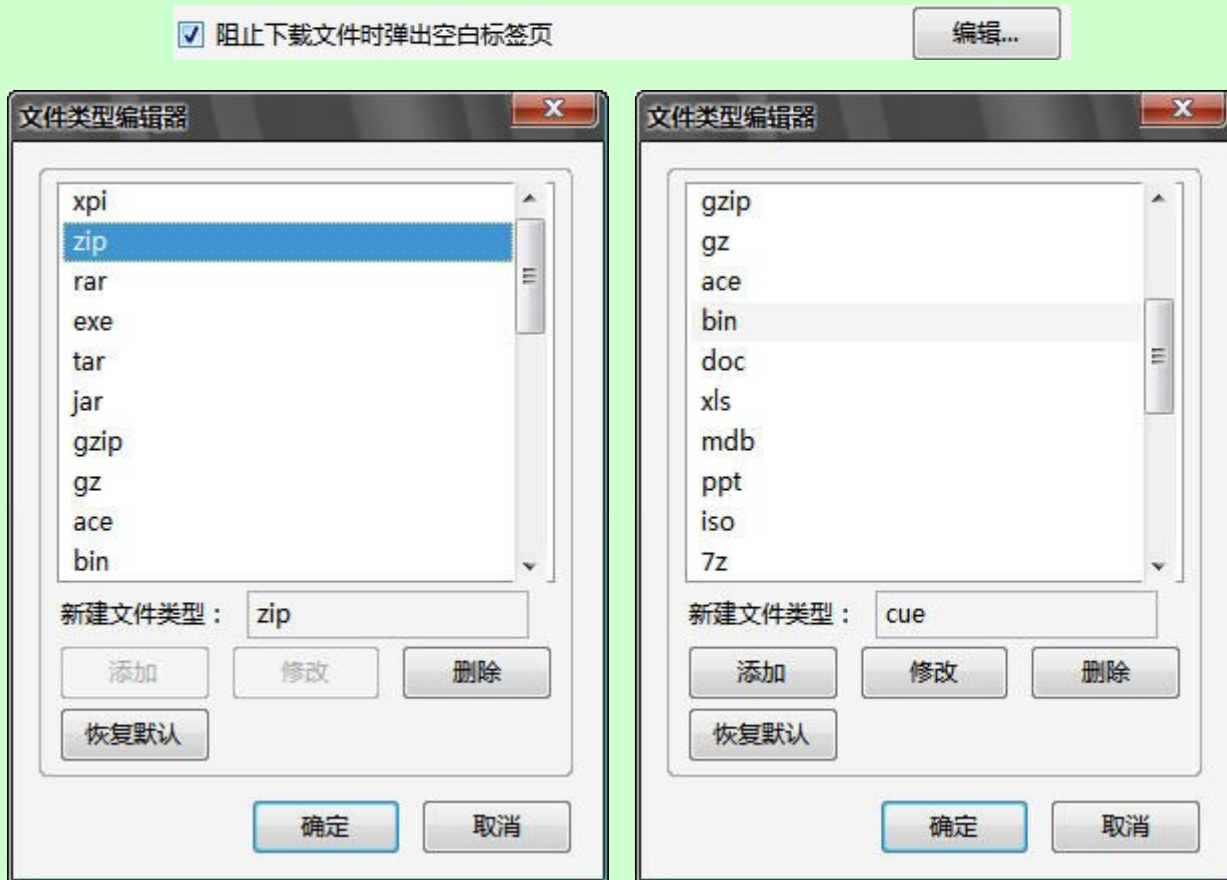 阻止下载文件时弹出空白标签页
编辑...
文件类型编辑器
xpi
zip
rar
exe
tar
jar
gzip
gz
ace
bin
新建文件类型： zip
添加 修改 删除
恢复默认
确定 取消
文件类型编辑器
gzip
gz
ace
bin
doc
xls
mdb
ppt
iso
7z
新建文件类型： cue
添加 修改 删除
恢复默认
确定 取消